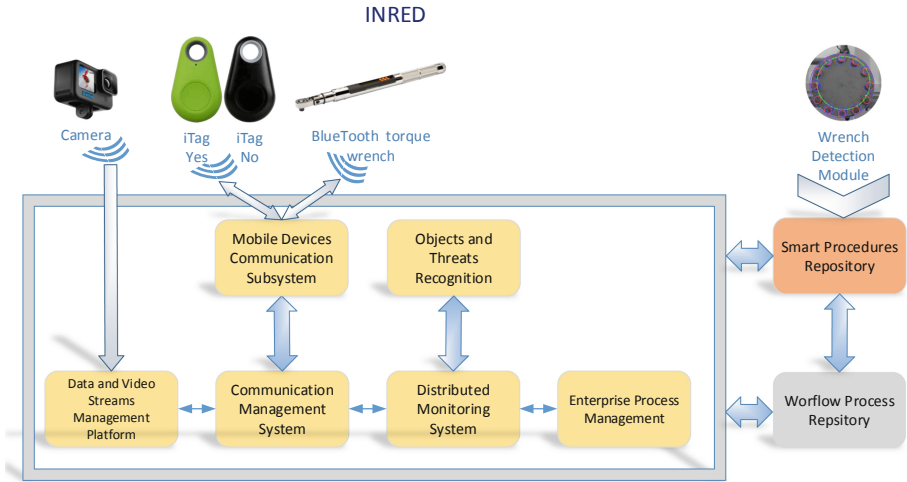 INRED
Camera
iTag
Yes
iTag
No
BlueTooth torque
wrench
Wrench
Detection
Module
Mobile Devices
Communication
Subsystem
Objects and
Threats
Recognition
Smart Procedures
Repository
Data and Video
Streams
Management
Platform
Communication
Management
System
Distributed
Monitoring
System
Enterprise Process
Management
Worflow Process
Repsitory